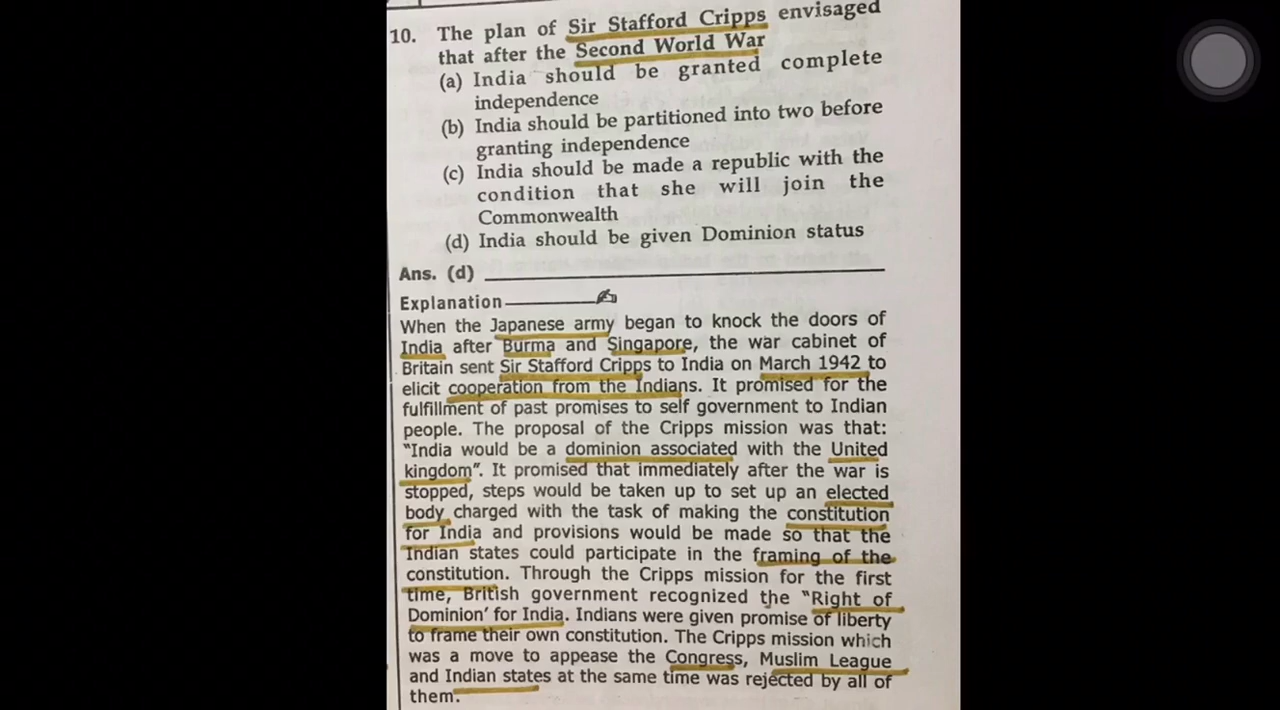 10. The plan of Sir Stafford Cripps envisaged
that after the Second World War
(a) India should be granted complete
independence
(b) India should be partitioned into two before
granting independence
(c) India should be made a republic with the
condition that she will join the
Commonwealth
(d) India should be given Dominion status
Ans. (d)
Explanation
When the Japanese army began to knock the doors of
India after Burma and Singapore, the war cabinet of
Britain sent Sir Stafford Cripps to India on March 1942 to
elicit cooperation from the Indians. It promised for the
fulfillment of past promises to self government to Indian
people. The proposal of the Cripps mission was that:
"India would be a dominion associated with the United
kingdom". It promised that immediately after the war is
stopped, steps would be taken up to set up an elected
body charged with the task of making the constitution
for India and provisions would be made so that the
Indian states could participate in the framing of the
constitution. Through the Cripps mission for the first
time, British government recognized the "Right of
Dominion' for India. Indians were given promise of liberty
to frame their own constitution. The Cripps mission which
was a move to appease the Congress, Muslim League
and Indian states at the same time was rejected by all of
them.